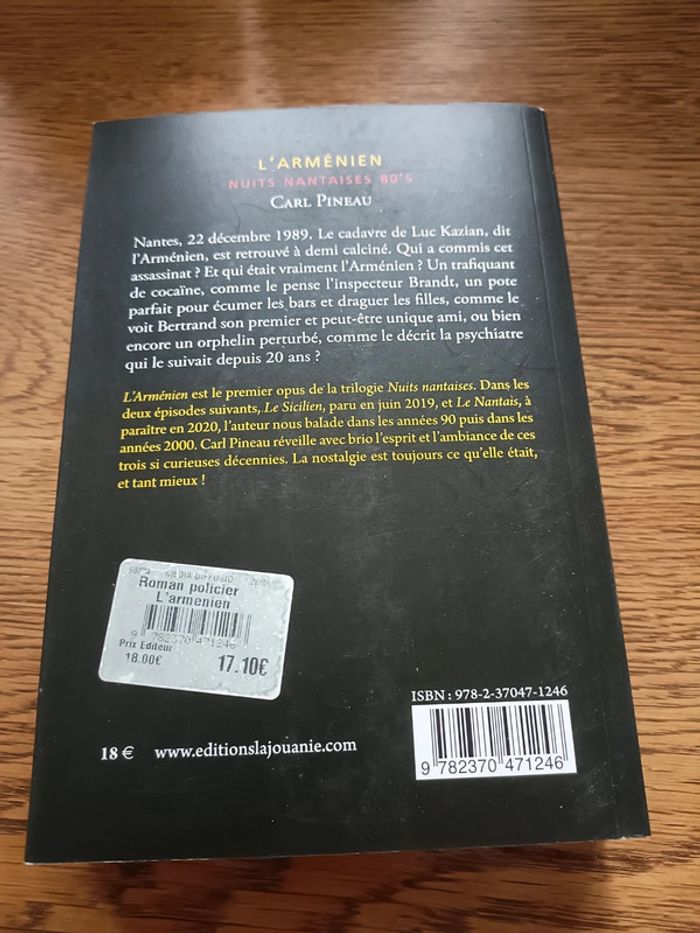 L'ARMÉNIEN
NUITS NANTAISES 80'S
CARL PINEAU
Nantes, 22 décembre 1989. Le cadavre de Luc Kazian, dit
l'Arménien, est retrouvé à demi calciné. Qui a commis cet
assassinat ? Et qui était vraiment l'Arménien ? Un trafiquant
de cocaïne, comme le pense l'inspecteur Brandt, un pote
parfait pour écumer les bars et draguer les filles, comme le
voit Bertrand son premier et peut-être unique ami, ou bien
encore un orphelin perturbé, comme le décrit la psychiatre
qui le suivait depuis 20 ans ?
L'Arménien est le premier opus de la trilogie Nuits nantaises. Dans les
deux épisodes suivants, Le Sicilien, paru en juin 2019, et Le Nantais, à
paraître en 2020, l'auteur nous balade dans les années 90 puis dans les
années 2000. Carl Pineau réveille avec brio l'esprit et l'ambiance de ces
trois si curieuses décennies. La nostalgie est toujours ce qu'elle était,
et tant mieux !
MEDIA DIFFUSIO
Roman policier
L'armenien
9 782370 471246
Prix Editeur
18.00€ 17.10€
ISBN : 978-2-37047-1246
9 782370 471246
18 € www.editionslajouanie.com